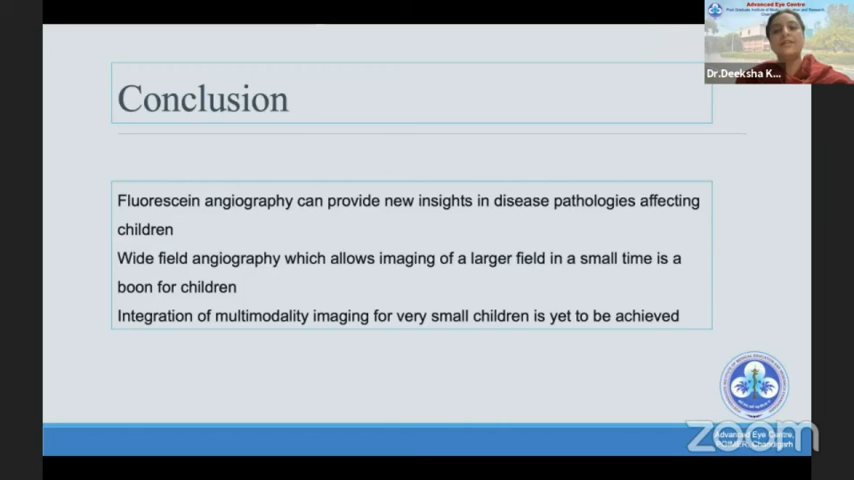 Advanced Eye Centre
Dr.Deeksha K...
Conclusion
Fluorescein angiography can provide new insights in disease pathologies affecting
children
Wide field angiography which allows imaging of a larger field in a small time is a
boon for children
Integration of multimodality imaging for very small children is yet to be achieved
zoom
Advanced Eye Centre,
PGIMER, Chandigarh